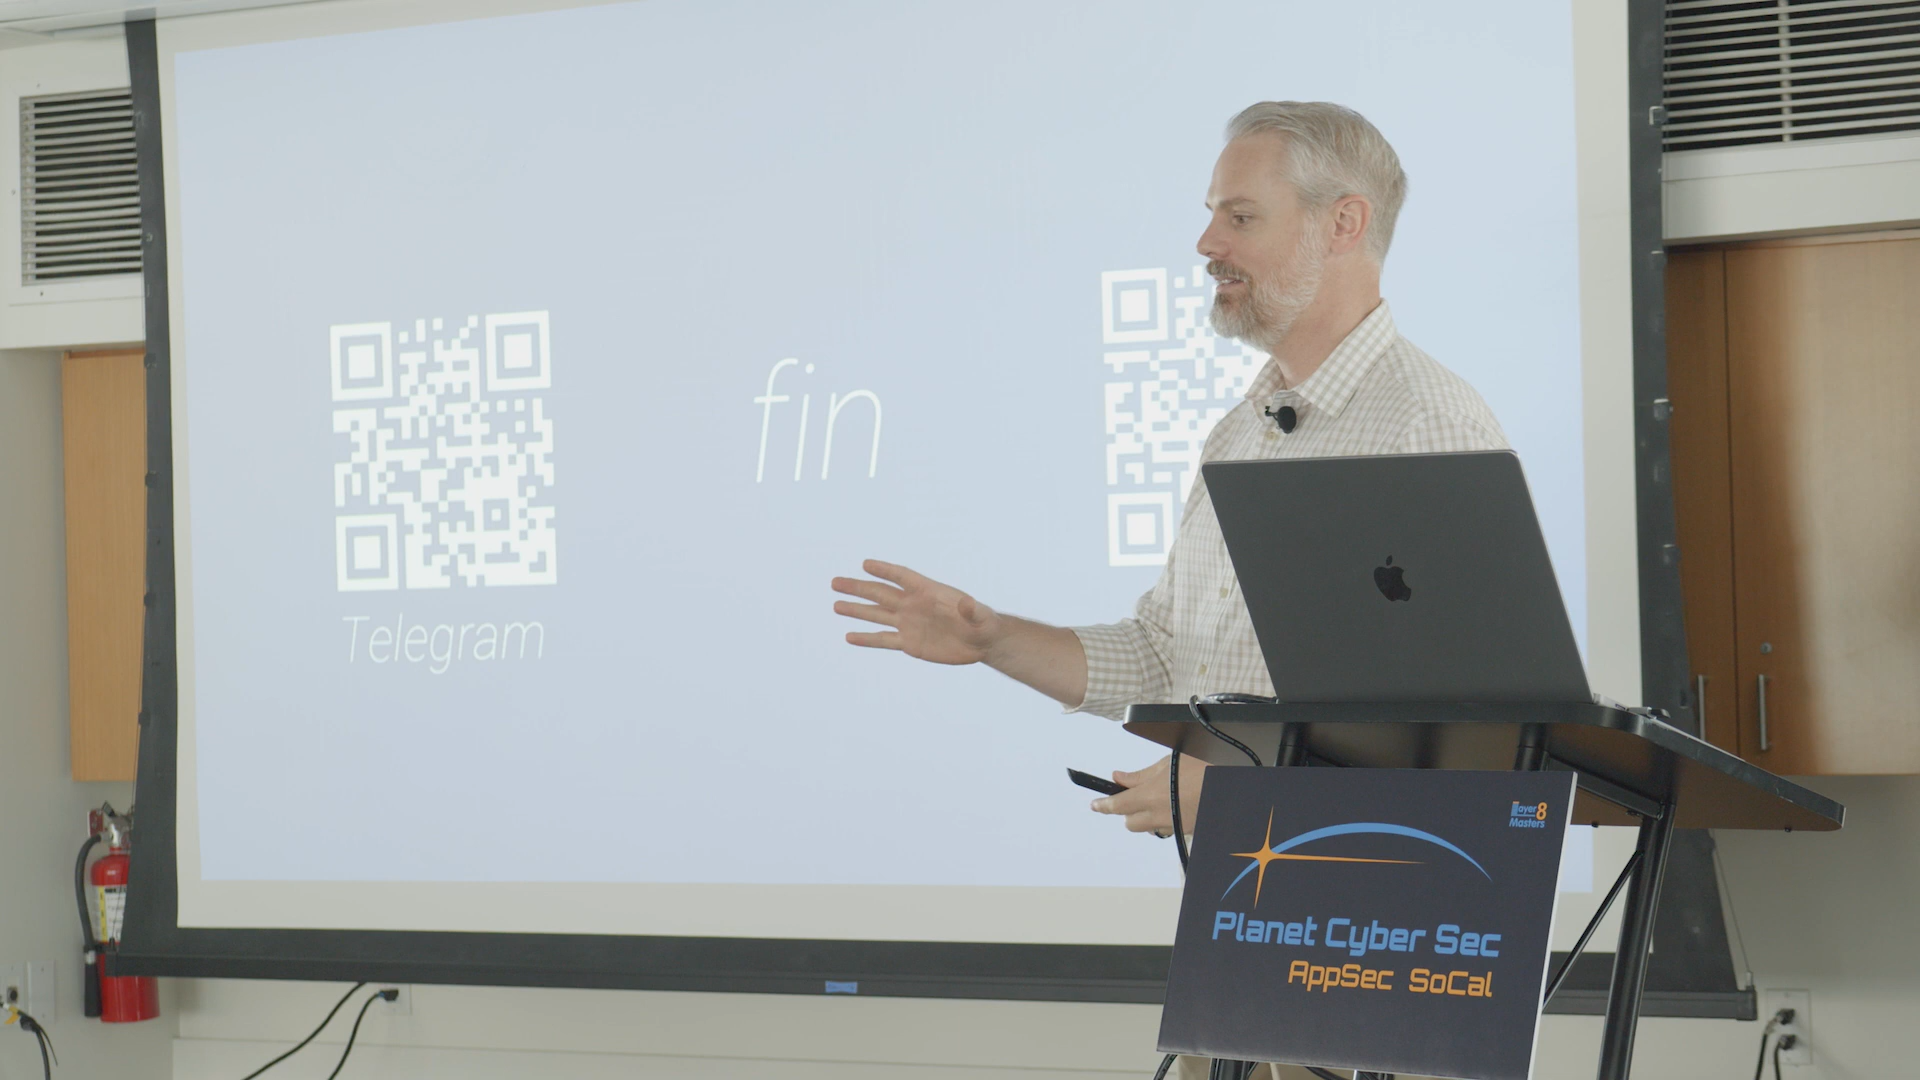 fin
Telegram
Layer 8
Masters
Planet Cyber Sec
AppSec SoCal